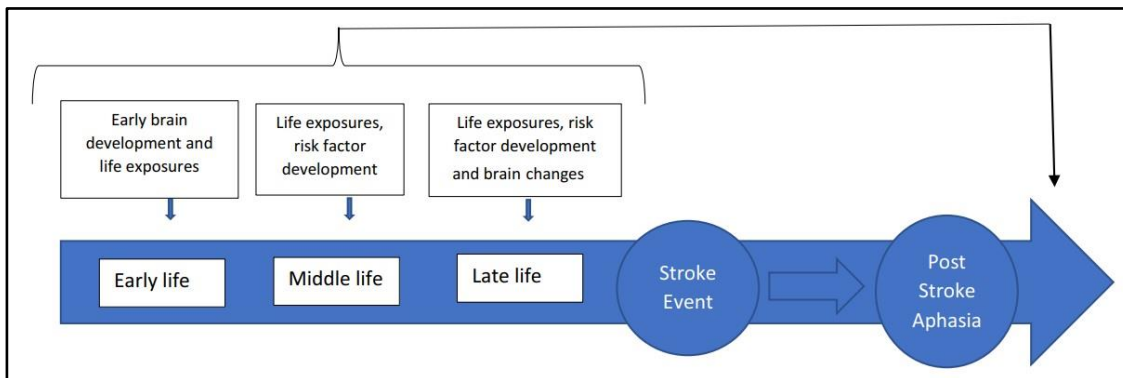 Early brain
development and
life exposures
Life exposures,
risk factor
development
Life exposures, risk
factor development
and brain changes
Early life
Middle life
Late life
Stroke
Event
Post
Stroke
Aphasia